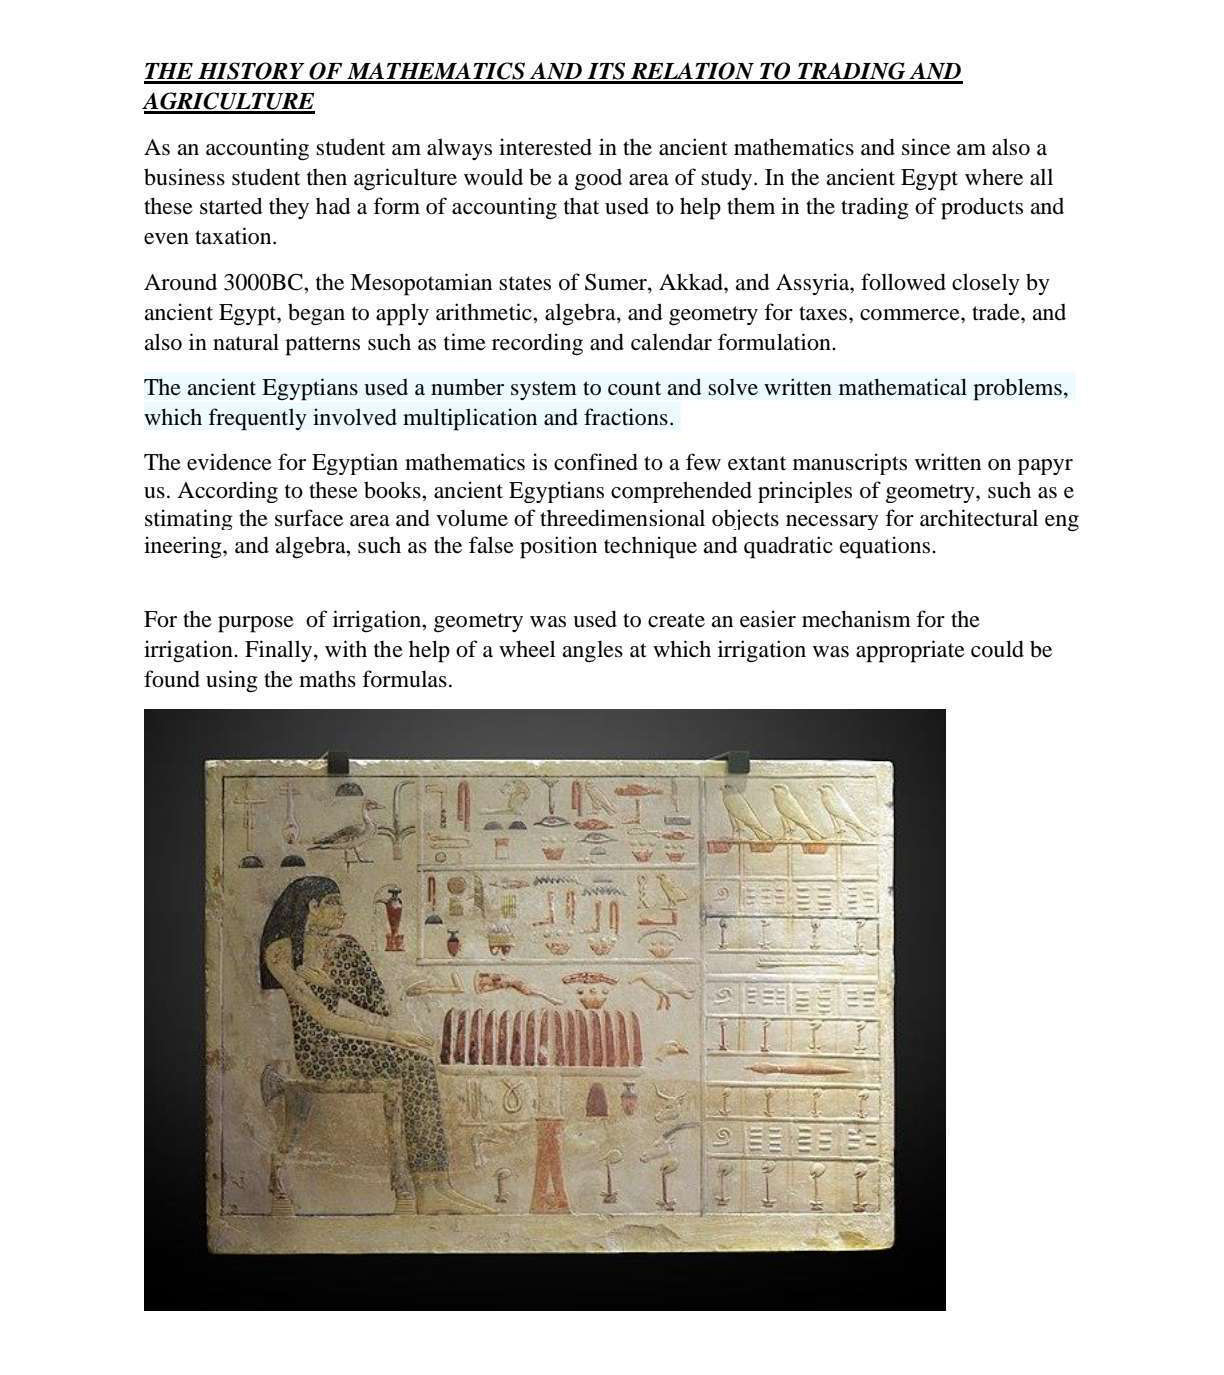 THE HISTORY OF MATHEMATICS AND ITS RELATION TO TRADING AND
AGRICULTURE
As an accounting student am always interested in the ancient mathematics and since am also a
business student then agriculture would be a good area of study. In the ancient Egypt where all
these started they had a form of accounting that used to help them in the trading of products and
even taxation.
Around 3000BC, the Mesopotamian states of Sumer, Akkad, and Assyria, followed closely by
ancient Egypt, began to apply arithmetic, algebra, and geometry for taxes, commerce, trade, and
also in natural patterns such as time recording and calendar formulation.
The ancient Egyptians used a number system to count and solve written mathematical problems,
which frequently involved multiplication and fractions.
The evidence for Egyptian mathematics is confined to a few extant manuscripts written on papyr
us. According to these books, ancient Egyptians comprehended principles of geometry, such as e
stimating the surface area and volume of threedimensional objects necessary for architectural eng
ineering, and algebra, such as the false position technique and quadratic equations.
For the purpose  of irrigation, geometry was used to create an easier mechanism for the
irrigation. Finally, with the help of a wheel angles at which irrigation was appropriate could be
found using the maths formulas.